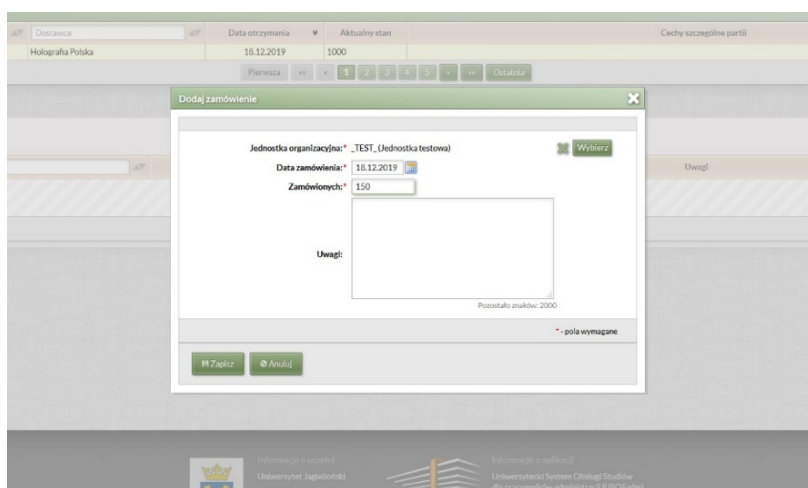 Dostawca Data otrzymania Aktualny stan Cechy szczególne partii
Holografia Polska 18.12.2019 1000
Pierwsza «« « 1 2 3 4 5 » »» Ostatnia
Dodaj zamówienie
Jednostka organizacyjna:* _TEST_ (Jednostka testowa) Wybierz
Data zamówienia:* 18.12.2019
Zamówionych:* 150
Uwagi
Uwagi:
Pozostało znaków: 2000
* - pola wymagane
Zapisz Anuluj
Informacje o uczelni Informacje o aplikacji
Uniwersytet Jagielloński Uniwersytecki System Obsługi Studiów